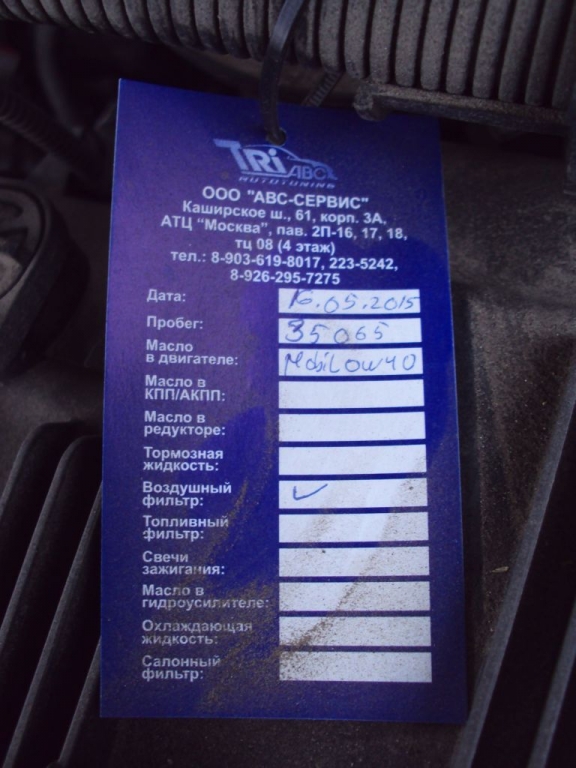 TRi ABC
AUTOTUNING
ООО "АВС-СЕРВИС"
Каширское ш., 61, корп. 3А,
АТЦ "Москва", пав. 2П-16, 17, 18,
тц 08 (4 этаж)
тел.: 8-903-619-8017, 223-5242,
8-926-295-7275
Дата: 16.05.2015
Пробег: 35065
Масло
в двигателе: Mobil 0w40
Масло в
КПП/АКПП:
Масло в
редукторе:
Тормозная
жидкость:
Воздушный
фильтр: ✓
Топливный
фильтр:
Свечи
зажигания:
Масло в
гидроусилителе:
Охлаждающая
жидкость:
Салонный
фильтр: